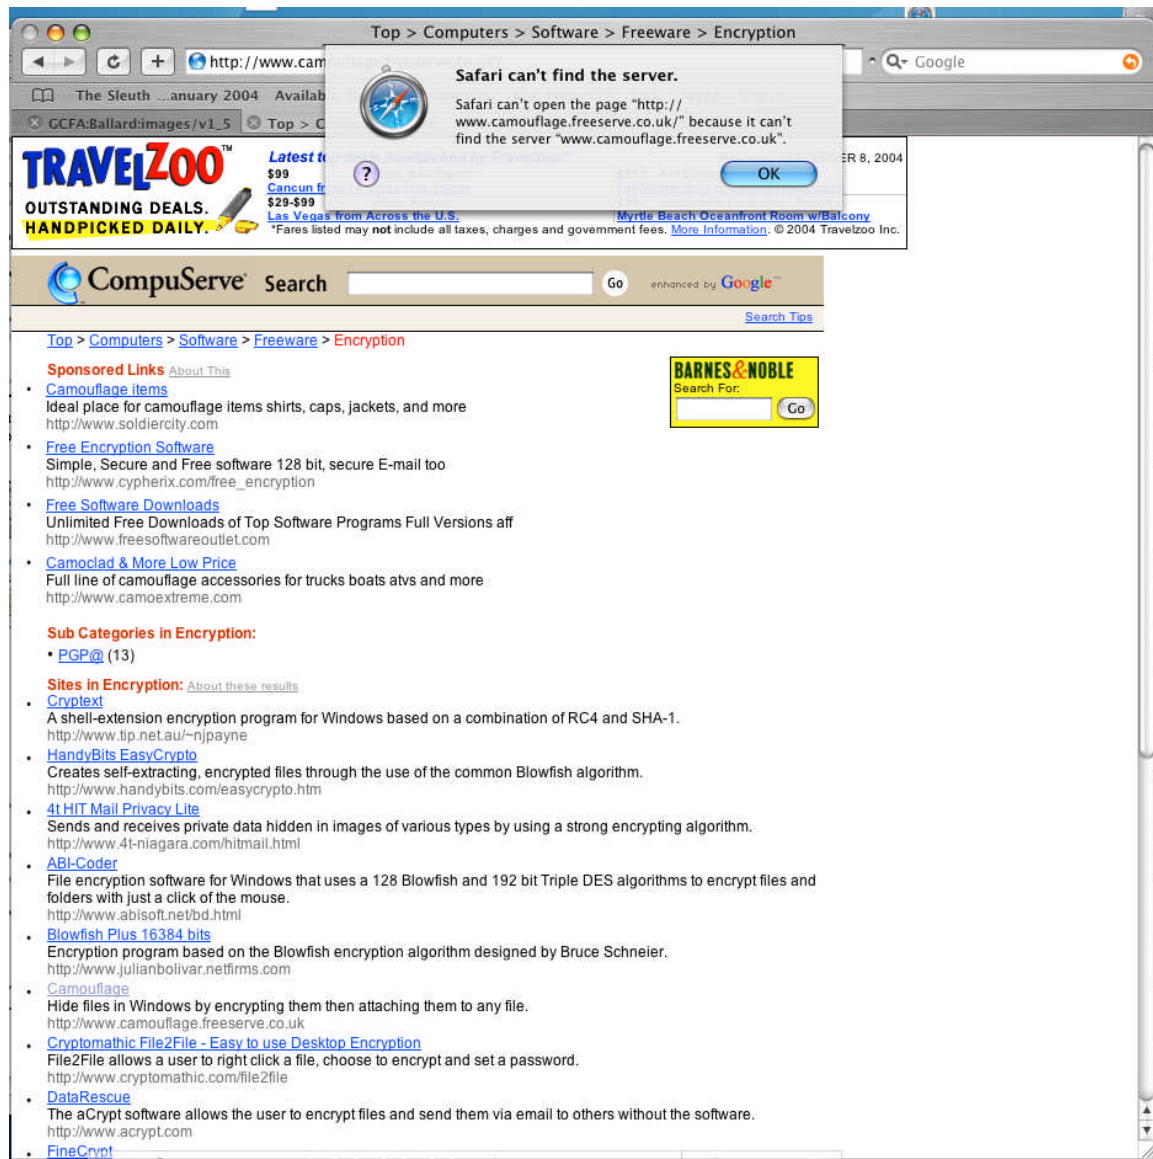 Top > Computers > Software > Freeware > Encryption
http://www.cam
Q Google
The Sleuth ...anuary 2004 Availab
GCFA:Ballard:images/v1_5 Top > C
Safari can't find the server.
Safari can't open the page "http://
www.camouflage.freeserve.co.uk/" because it can't
find the server "www.camouflage.freeserve.co.uk".
? OK
TRAVELZOO™
OUTSTANDING DEALS.
HANDPICKED DAILY.
Latest t
ER 8, 2004
$99
Cancun fr
$29-$99
Las Vegas from Across the U.S. Myrtle Beach Oceanfront Room w/Balcony
*Fares listed may not include all taxes, charges and government fees. More Information. © 2004 Travelzoo Inc.
CompuServe Search Go enhanced by Google
Search Tips
Top > Computers > Software > Freeware > Encryption
Sponsored Links About This
• Camouflage items
Ideal place for camouflage items shirts, caps, jackets, and more
http://www.soldiercity.com
• Free Encryption Software
Simple, Secure and Free software 128 bit, secure E-mail too
http://www.cypherix.com/free_encryption
• Free Software Downloads
Unlimited Free Downloads of Top Software Programs Full Versions aff
http://www.freesoftwareoutlet.com
• Camoclad & More Low Price
Full line of camouflage accessories for trucks boats atvs and more
http://www.camoextreme.com
BARNES&NOBLE
Search For:
Go
Sub Categories in Encryption:
• PGP@ (13)
Sites in Encryption: About these results
• Cryptext
A shell-extension encryption program for Windows based on a combination of RC4 and SHA-1.
http://www.tip.net.au/~njpayne
• HandyBits EasyCrypto
Creates self-extracting, encrypted files through the use of the common Blowfish algorithm.
http://www.handybits.com/easycrypto.htm
• 4t HIT Mail Privacy Lite
Sends and receives private data hidden in images of various types by using a strong encrypting algorithm.
http://www.4t-niagara.com/hitmail.html
• ABI-Coder
File encryption software for Windows that uses a 128 Blowfish and 192 bit Triple DES algorithms to encrypt files and
folders with just a click of the mouse.
http://www.abisoft.net/bd.html
• Blowfish Plus 16384 bits
Encryption program based on the Blowfish encryption algorithm designed by Bruce Schneier.
http://www.julianbolivar.netfirms.com
• Camouflage
Hide files in Windows by encrypting them then attaching them to any file.
http://www.camouflage.freeserve.co.uk
• Cryptomathic File2File - Easy to use Desktop Encryption
File2File allows a user to right click a file, choose to encrypt and set a password.
http://www.cryptomathic.com/file2file
• DataRescue
The aCrypt software allows the user to encrypt files and send them via email to others without the software.
http://www.acrypt.com
• FineCrypt